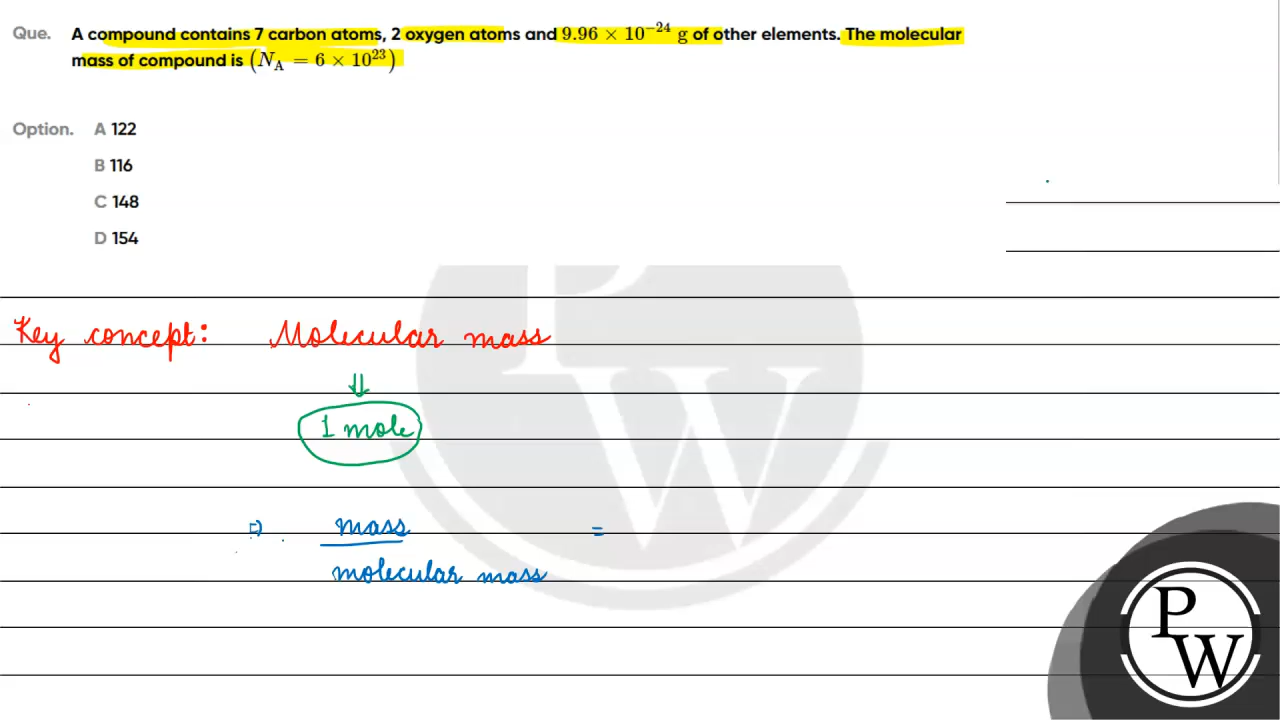 Que. A compound contains 7 carbon atoms, 2 oxygen atoms and 9.96 × 10⁻²⁴ g of other elements. The molecular
mass of compound is (N_A = 6 × 10²³)
Option. A 122
B 116
C 148
D 154
Key concept: Molecular mass
⇓
1 mole
⇒ mass =
molecular mass
PW
PW